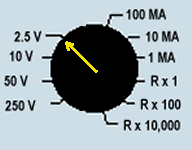 100 MA
2.5 V
10 MA
10 V
1 MA
50 V
R x 1
250 V
R x 100
R x 10,000